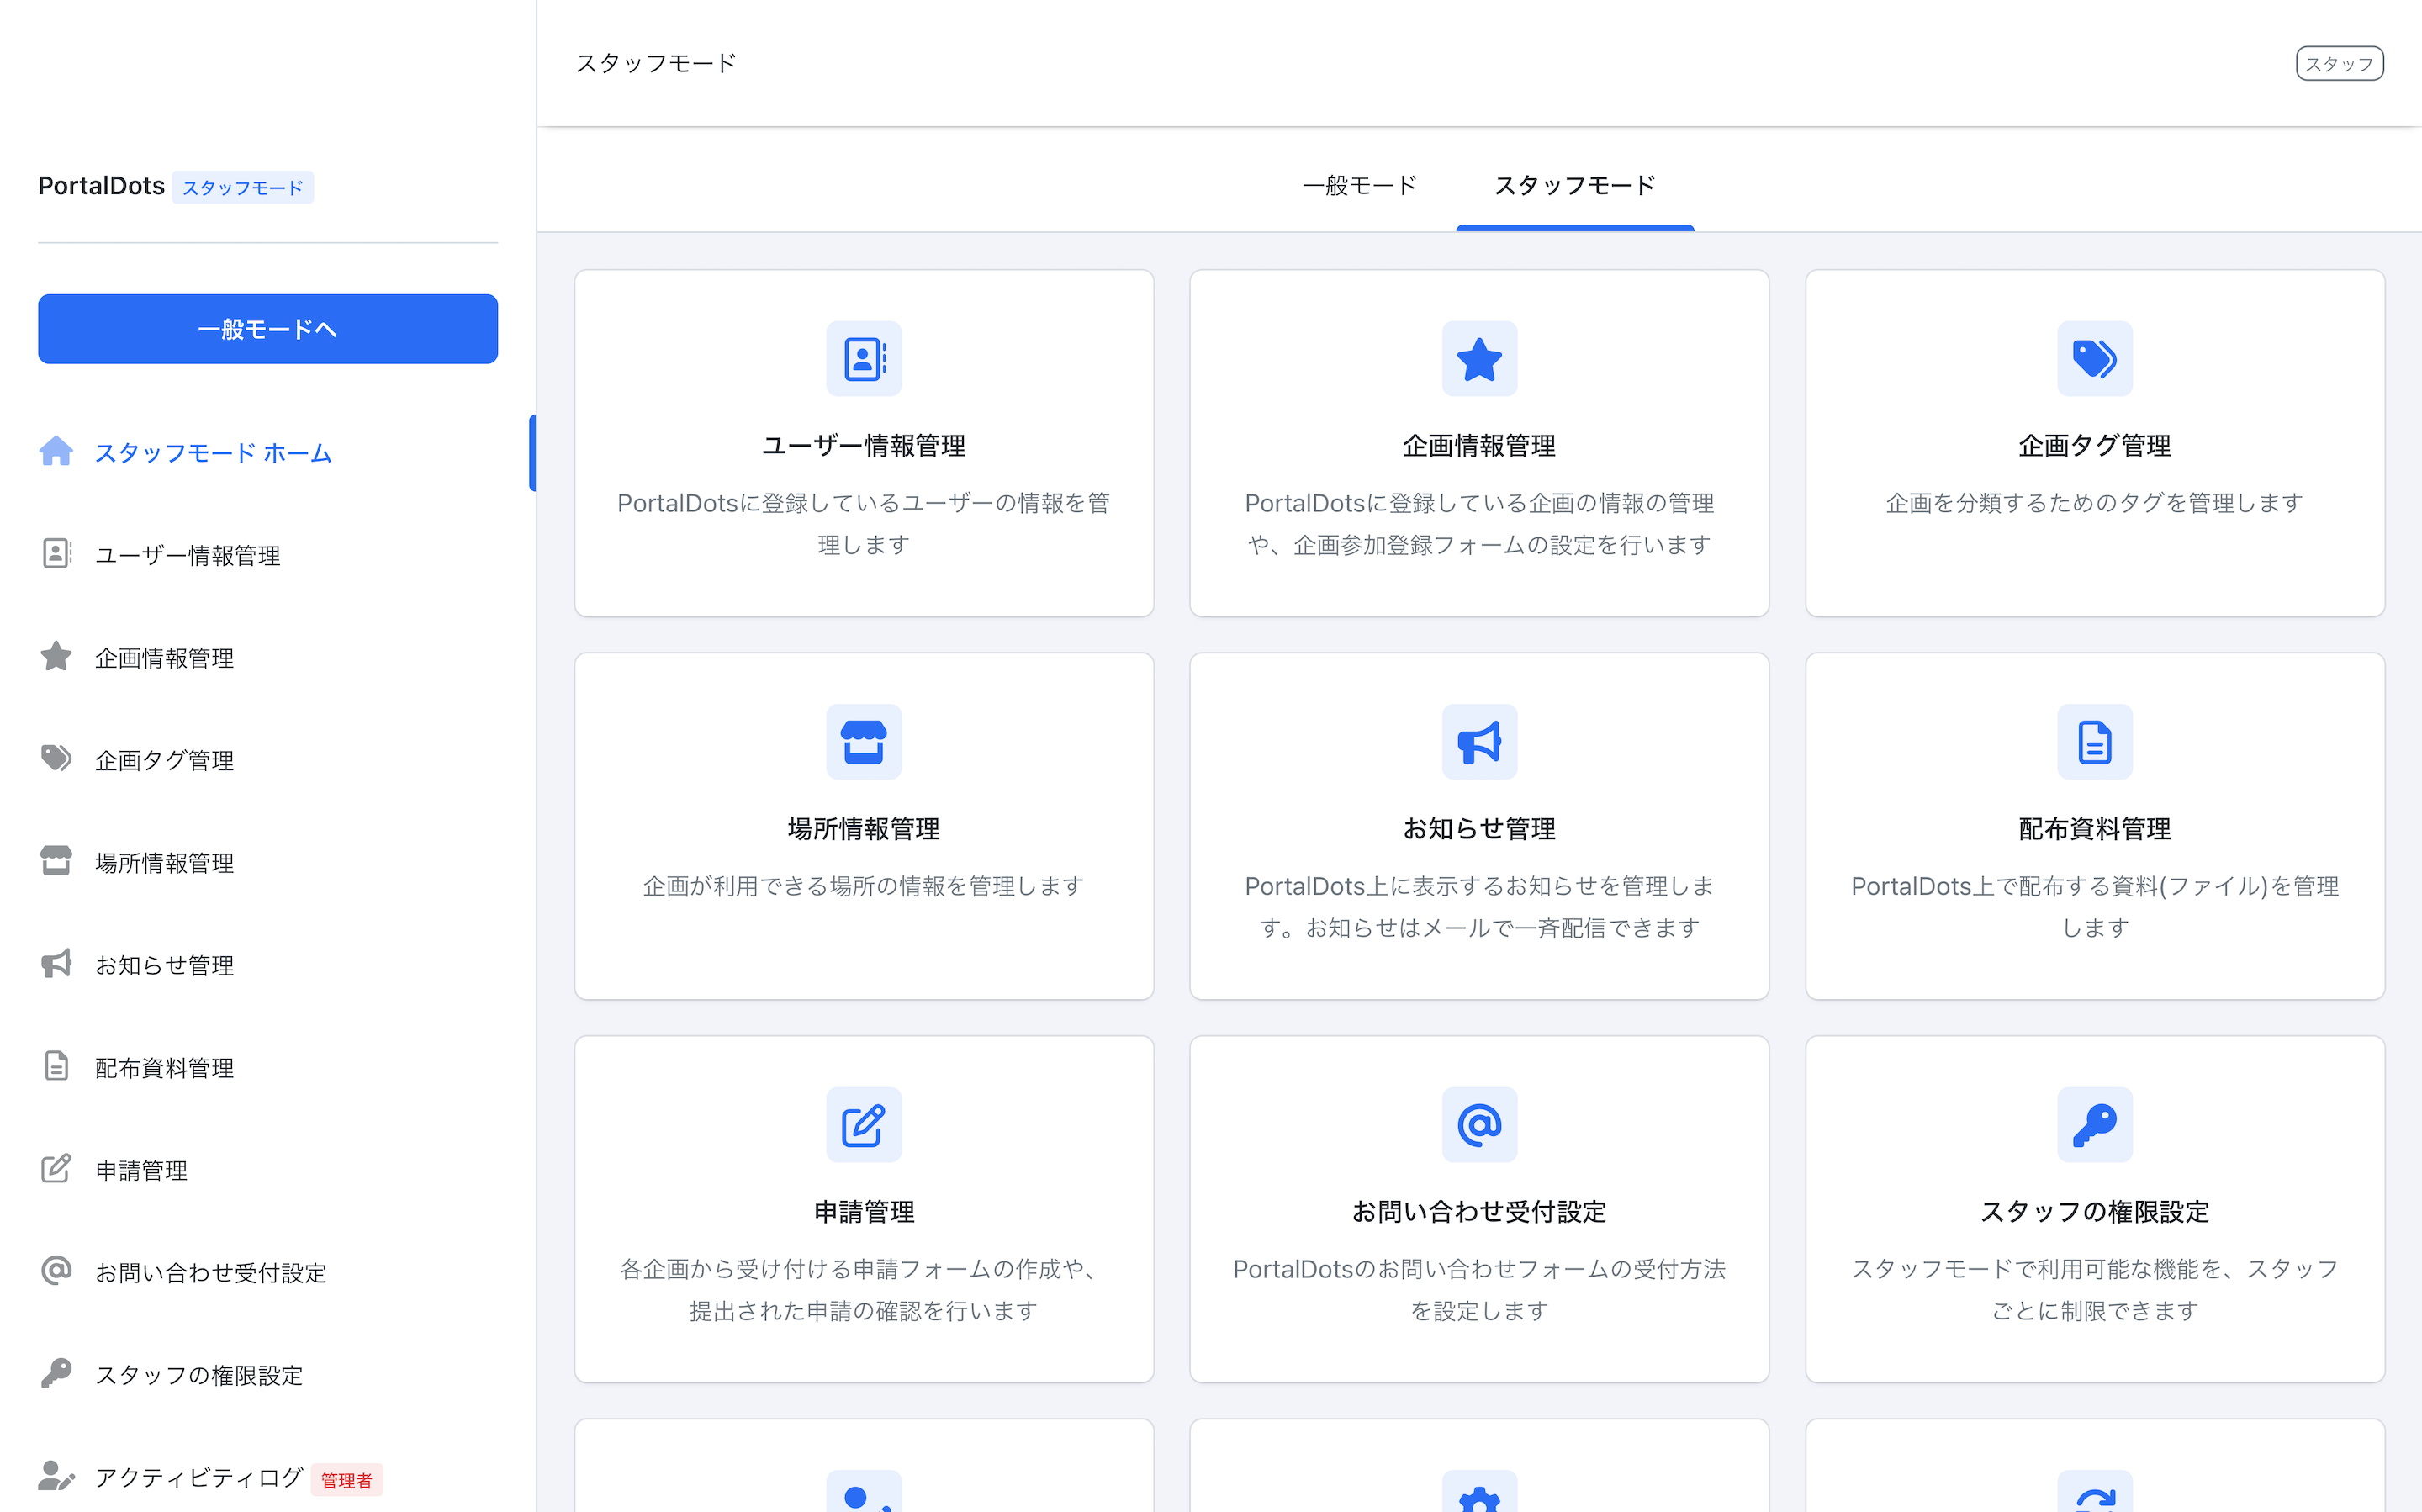 PortalDots スタッフモード
一般モードへ
スタッフモード ホーム
ユーザー情報管理
企画情報管理
企画タグ管理
場所情報管理
お知らせ管理
配布資料管理
申請管理
お問い合わせ受付設定
スタッフの権限設定
アクティビティログ 管理者
スタッフモード
スタッフ
一般モード
スタッフモード
ユーザー情報管理
PortalDotsに登録しているユーザーの情報を管
理します
企画情報管理
PortalDotsに登録している企画の情報の管理
や、企画参加登録フォームの設定を行います
企画タグ管理
企画を分類するためのタグを管理します
場所情報管理
企画が利用できる場所の情報を管理します
お知らせ管理
PortalDots上に表示するお知らせを管理しま
す。お知らせはメールで一斉配信できます
配布資料管理
PortalDots上で配布する資料(ファイル)を管理
します
申請管理
各企画から受け付ける申請フォームの作成や、
提出された申請の確認を行います
お問い合わせ受付設定
PortalDotsのお問い合わせフォームの受付方法
を設定します
スタッフの権限設定
スタッフモードで利用可能な機能を、スタッフ
ごとに制限できます